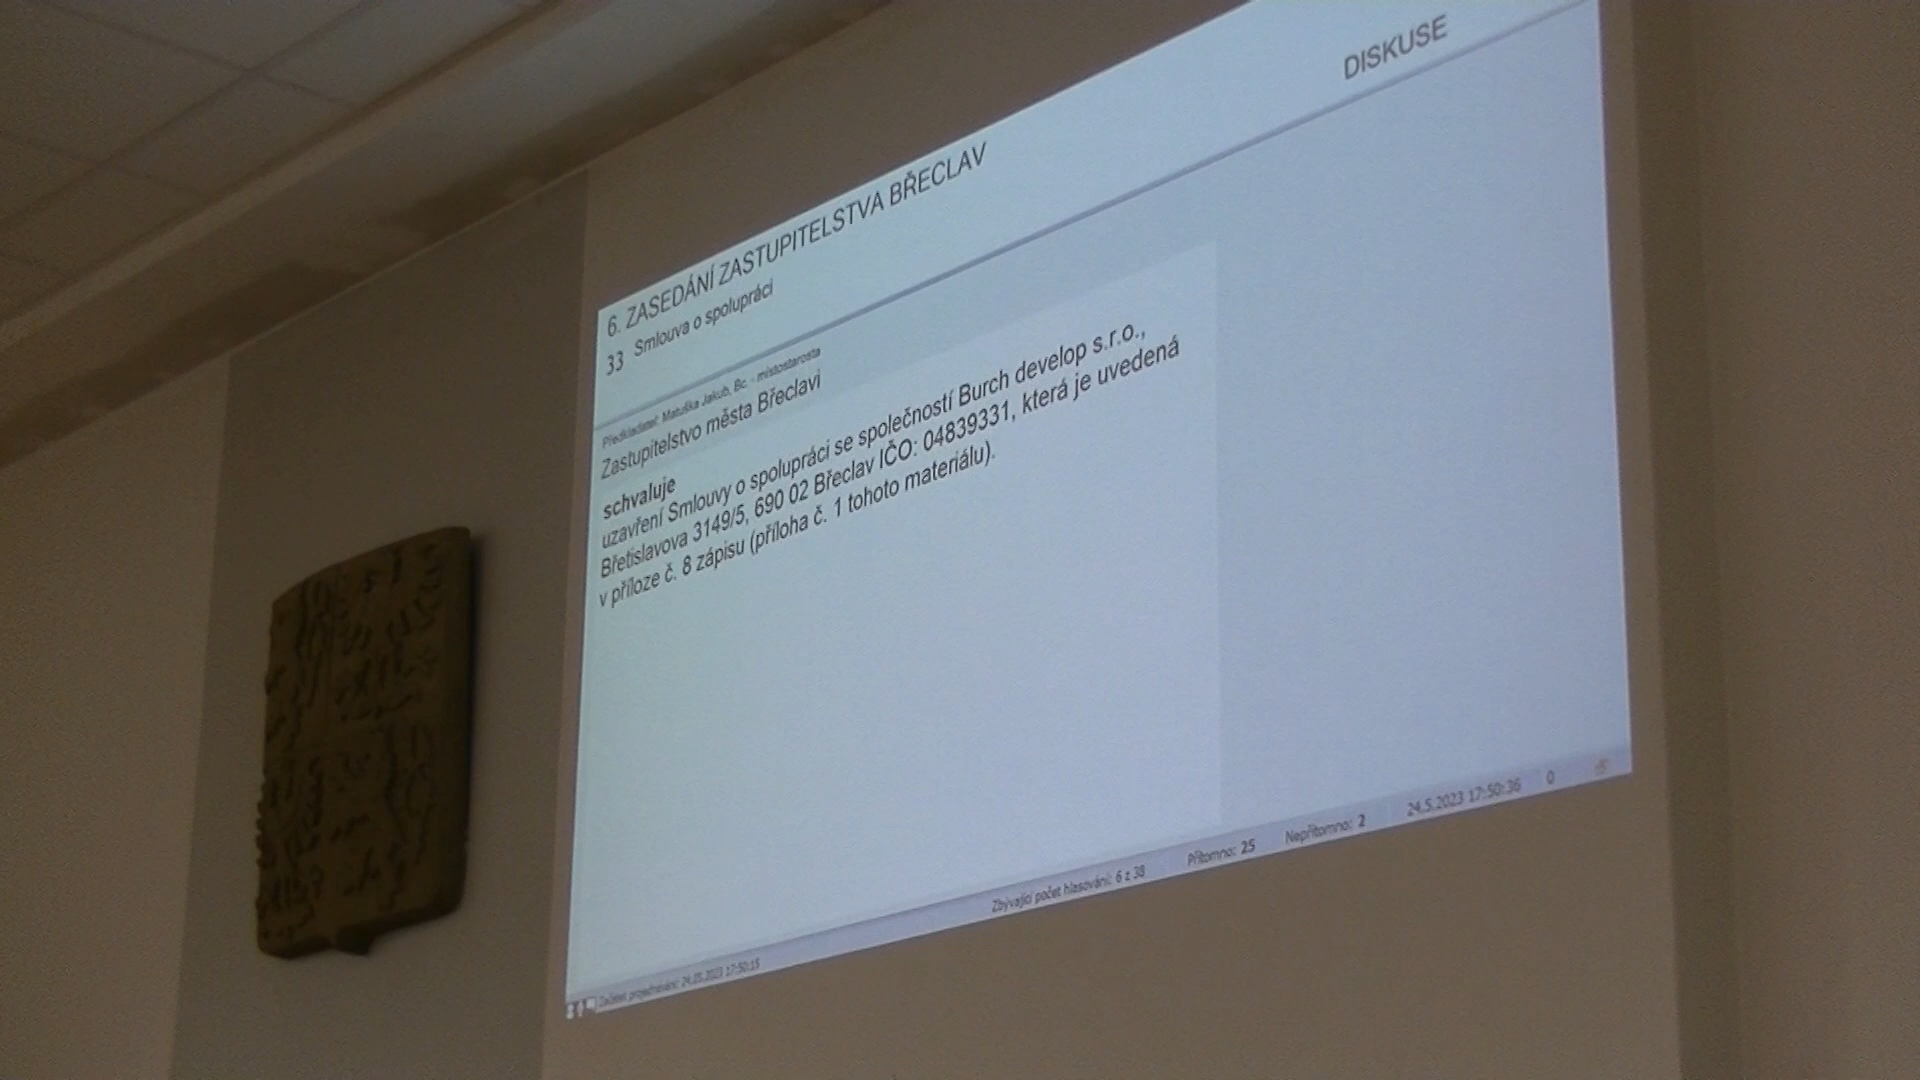 DISKUSE
6. ZASEDÁNÍ ZASTUPITELSTVA BŘECLAV
33 Smlouva o spolupráci
Předkladatel: Matuška Jakub, Bc. - místostarosta
Zastupitelstvo města Břeclavi
schvaluje
uzavření Smlouvy o spolupráci se společností Burch develop s.r.o.,
Břetislavova 3149/5, 690 02 Břeclav IČO: 04839331, která je uvedená
v příloze č. 8 zápisu (příloha č. 1 tohoto materiálu).
Začátek projednávání: 24.05.2023 17:50:15
Zbývající počet hlasování: 6 z 38
Přítomno: 25
Nepřítomno: 2
24.5.2023 17:50:36
0